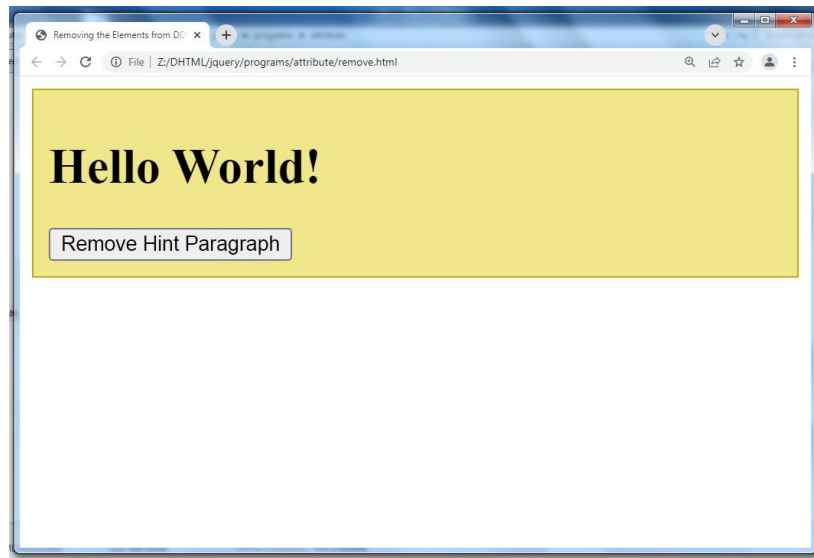 Removing the Elements from DO
File | Z:/DHTML/jquery/programs/attribute/remove.html
Hello World!
Remove Hint Paragraph